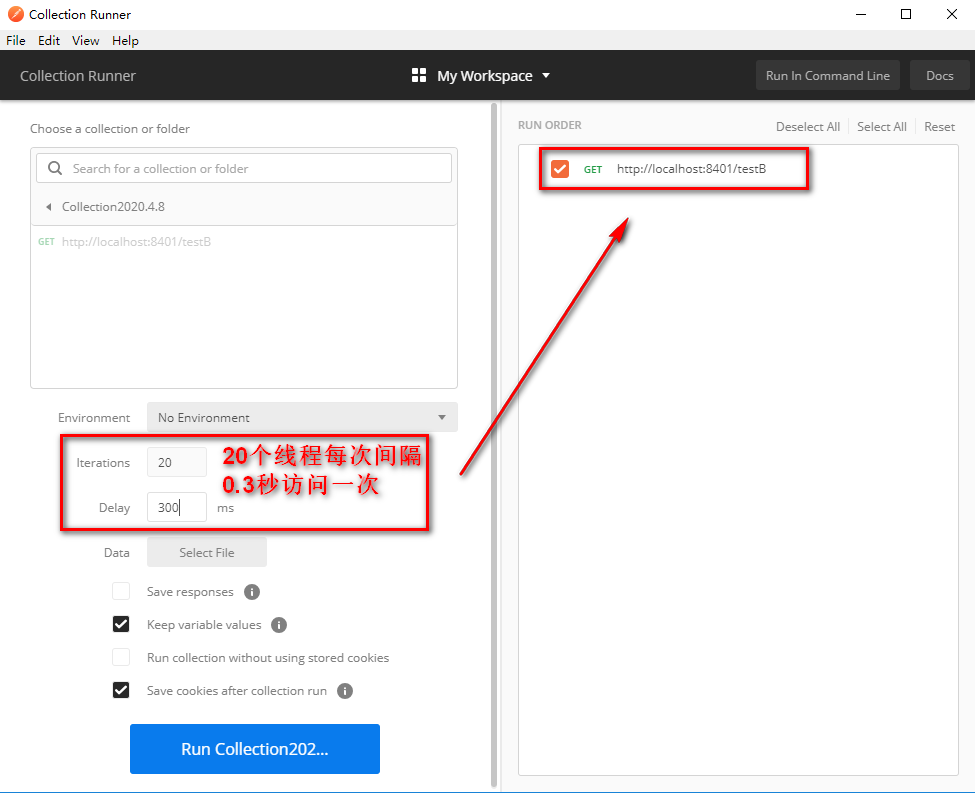 Collection Runner
File Edit View Help
Collection Runner
My Workspace
Run In Command Line
Docs
Choose a collection or folder
Search for a collection or folder
Collection2020.4.8
GET http://localhost:8401/testB
Environment No Environment
Iterations 20
Delay 300 ms
20个线程每次间隔
0.3秒访问一次
Data Select File
Save responses
Keep variable values
Run collection without using stored cookies
Save cookies after collection run
Run Collection202...
RUN ORDER
Deselect All Select All Reset
GET http://localhost:8401/testB